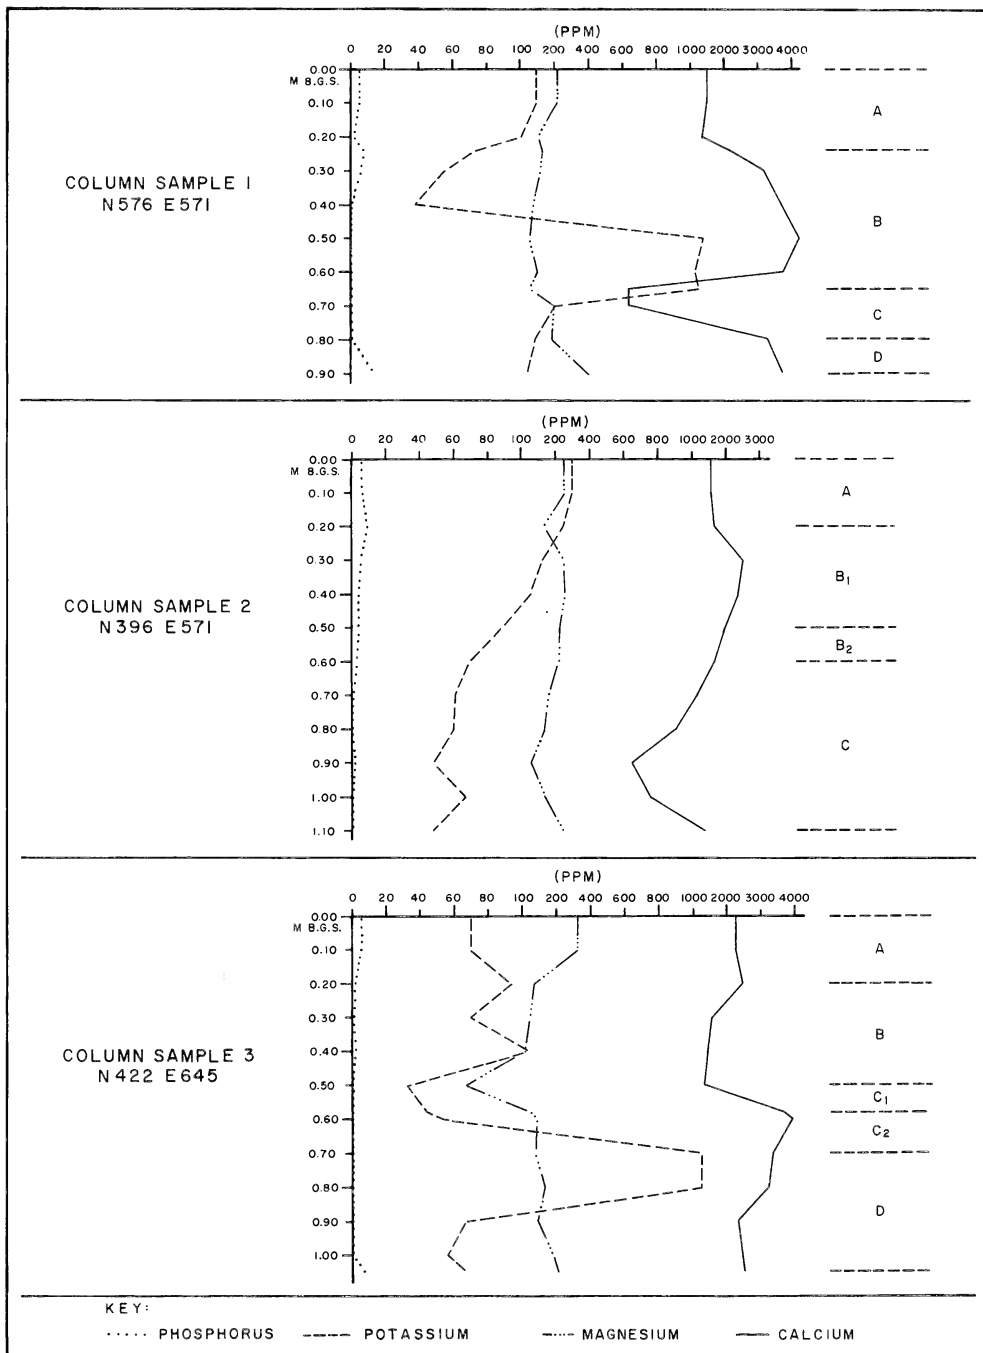 (PPM)
0 20 40 60 80 100 200 400 600 800 1000 3000 4000
0.00
M B.G.S.
0.10
0.20
0.30
0.40
0.50
0.60
0.70
0.80
0.90
COLUMN SAMPLE 1
N576 E571
A
B
C
D
(PPM)
0 20 40 60 80 100 200 400 600 800 1000 2000 3000
0.00
M B.G.S.
0.10
0.20
0.30
0.40
0.50
0.60
0.70
0.80
0.90
1.00
1.10
COLUMN SAMPLE 2
N396 E571
A
B₁
B₂
C
(PPM)
0 20 40 60 80 100 200 400 600 800 1000 3000 4000
0.00
M B.G.S.
0.10
0.20
0.30
0.40
0.50
0.60
0.70
0.80
0.90
1.00
COLUMN SAMPLE 3
N422 E645
A
B
C₁
C₂
D
KEY:
PHOSPHORUS POTASSIUM MAGNESIUM CALCIUM